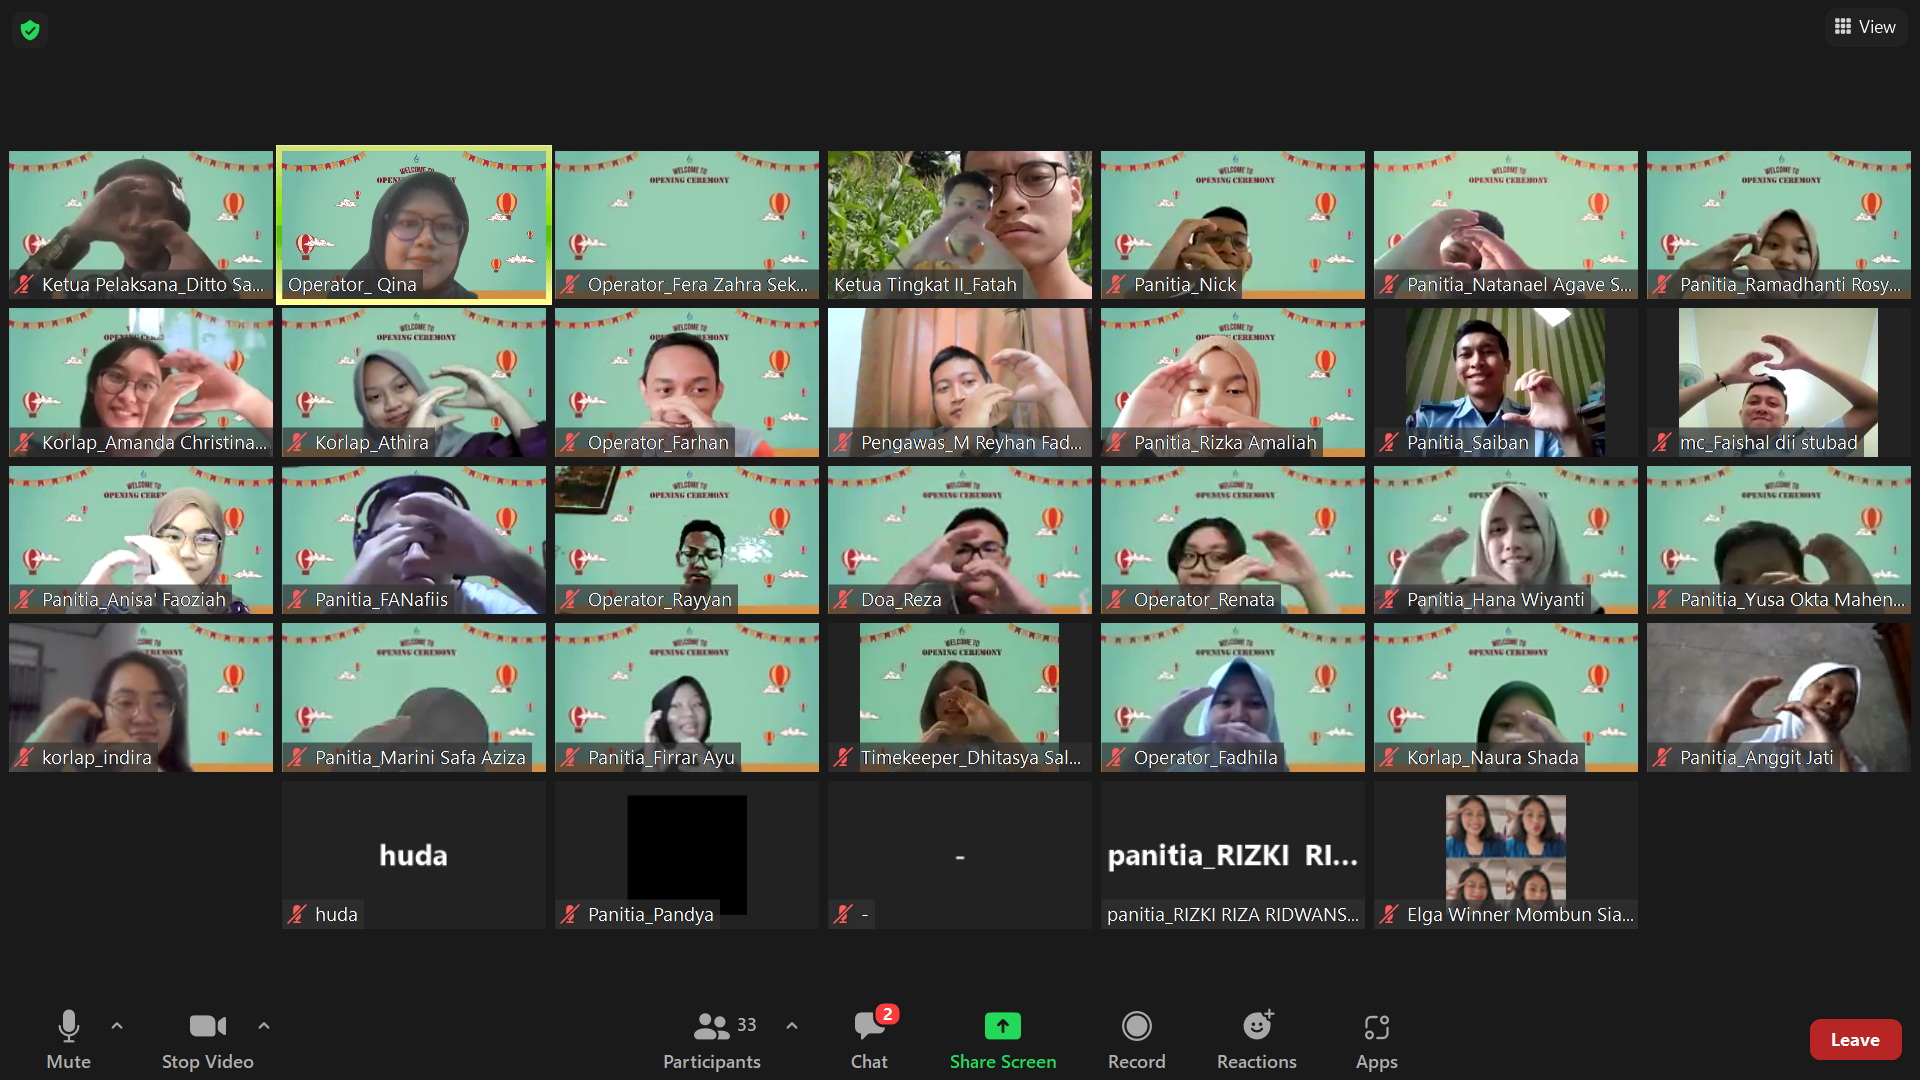 View
WELCOME TO
OPENING CEREMONY
Ketua Pelaksana_Ditto Sa...
Operator_ Qina
Operator_Fera Zahra Sek...
Ketua Tingkat II_Fatah
Panitia_Nick
Panitia_Natanael Agave S...
Panitia_Ramadhanti Rosy...
Korlap_Amanda Christina...
Korlap_Athira
Operator_Farhan
Pengawas_M Reyhan Fad...
Panitia_Rizka Amaliah
Panitia_Saiban
mc_Faishal dii stubad
Panitia_Anisa' Faoziah
Panitia_FANafiis
Operator_Rayyan
Doa_Reza
Operator_Renata
Panitia_Hana Wiyanti
Panitia_Yusa Okta Mahen...
korlap_indira
Panitia_Marini Safa Aziza
Panitia_Firrar Ayu
Timekeeper_Dhitasya Sal...
Operator_Fadhila
Korlap_Naura Shada
Panitia_Anggit Jati
huda
huda
Panitia_Pandya
-
-
panitia_RIZKI RI...
panitia_RIZKI RIZA RIDWANS...
Elga Winner Mombun Sia...
Mute
Stop Video
33
Participants
2
Chat
Share Screen
Record
Reactions
Apps
Leave